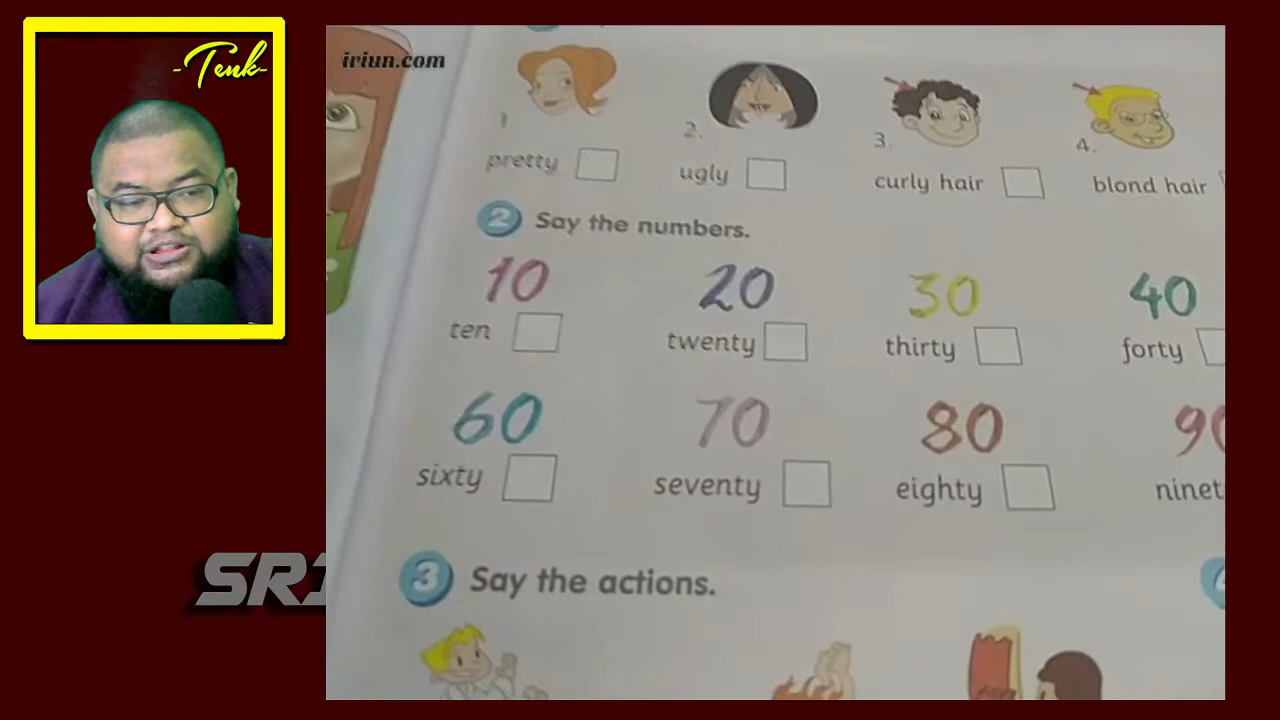 -Tenk-
iriun.com
1
2.
3.
4.
pretty
ugly
curly hair
blond hair
2 Say the numbers.
10
20
30
40
ten
twenty
thirty
forty
60
70
80
sixty
seventy
eighty
3 Say the actions.